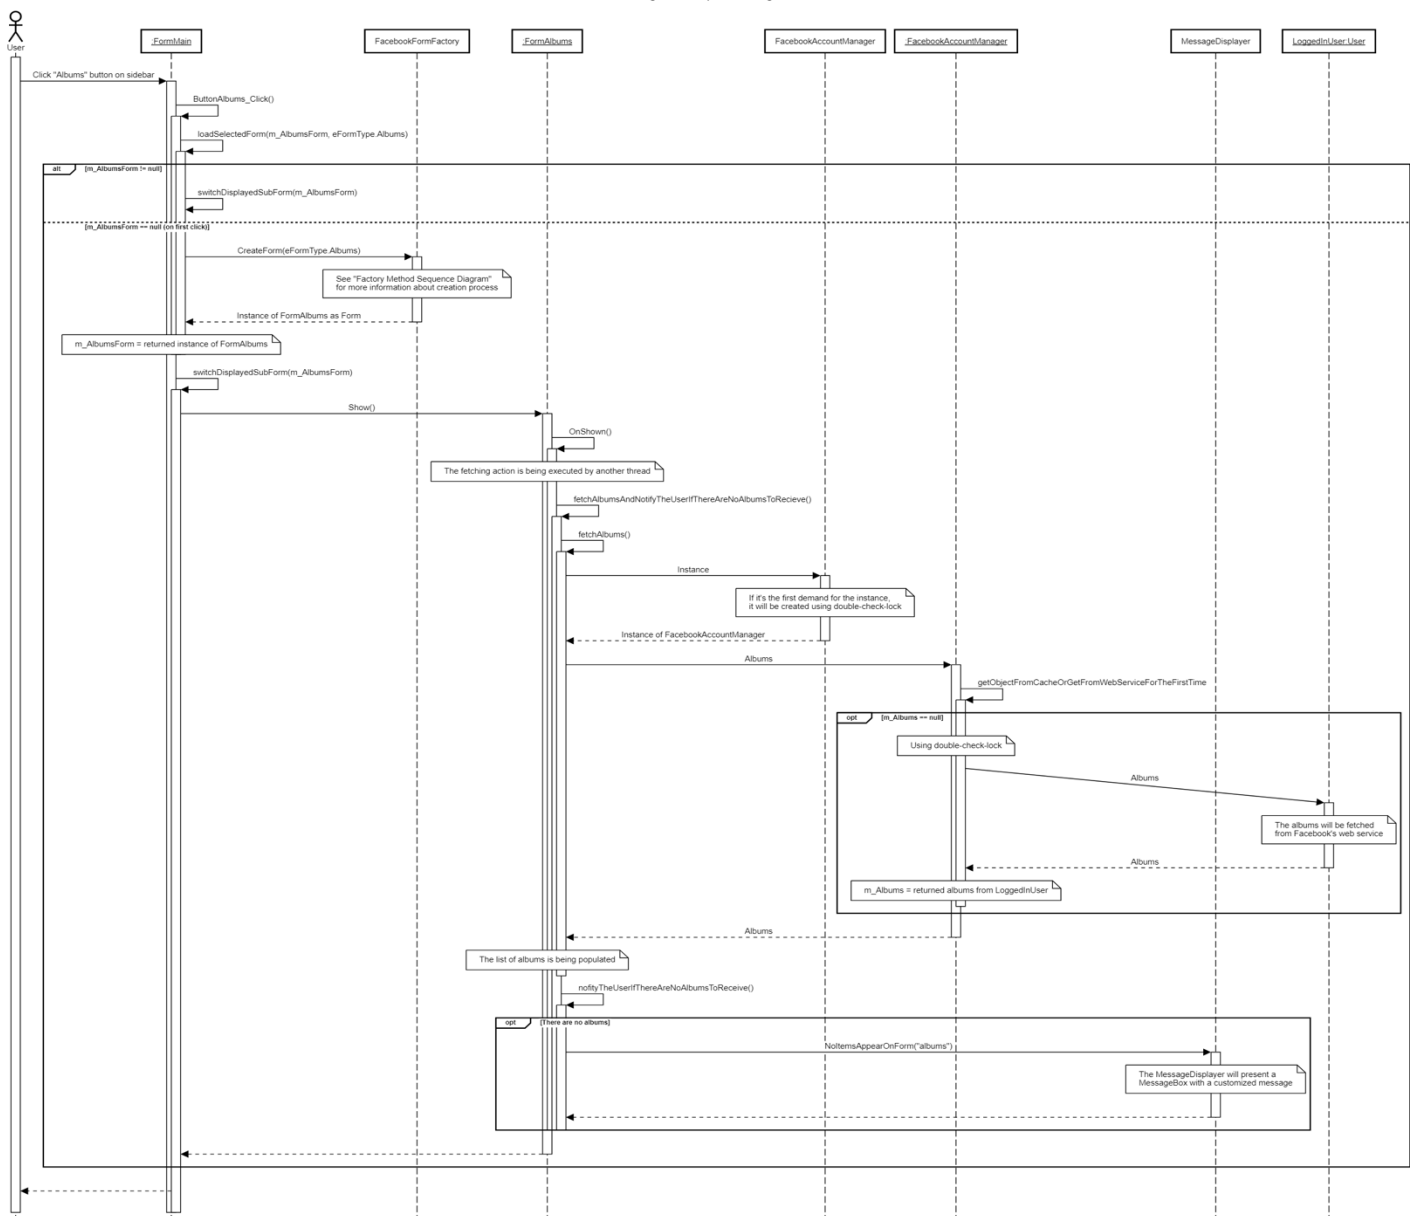 User
:FormMain
FacebookFormFactory
:FormAlbums
FacebookAccountManager
:FacebookAccountManager
MessageDisplayer
LoggedInUser:User
Click "Albums" button on sidebar
ButtonAlbums_Click()
loadSelectedForm(m_AlbumsForm, eFormType.Albums)
alt
[m_AlbumsForm != null]
switchDisplayedSubForm(m_AlbumsForm)
[m_AlbumsForm == null (on first click)]
CreateForm(eFormType.Albums)
See "Factory Method Sequence Diagram"
for more information about creation process
Instance of FormAlbums as Form
m_AlbumsForm = returned instance of FormAlbums
switchDisplayedSubForm(m_AlbumsForm)
Show()
OnShown()
The fetching action is being executed by another thread
fetchAlbumsAndNotifyTheUserIfThereAreNoAlbumsToRecieve()
fetchAlbums()
Instance
If it's the first demand for the instance,
it will be created using double-check-lock
Instance of FacebookAccountManager
Albums
getObjectFromCacheOrGetFromWebServiceForTheFirstTime
opt
[m_Albums == null]
Using double-check-lock
Albums
The albums will be fetched
from Facebook's web service
Albums
m_Albums = returned albums from LoggedInUser
Albums
The list of albums is being populated
nofityTheUserIfThereAreNoAlbumsToReceive()
opt
[There are no albums]
NoItemsAppearOnForm("albums")
The MessageDisplayer will present a
MessageBox with a customized message